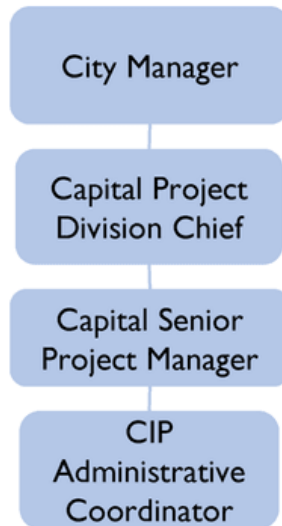 City Manager
Capital Project
Division Chief
Capital Senior
Project Manager
CIP
Administrative
Coordinator